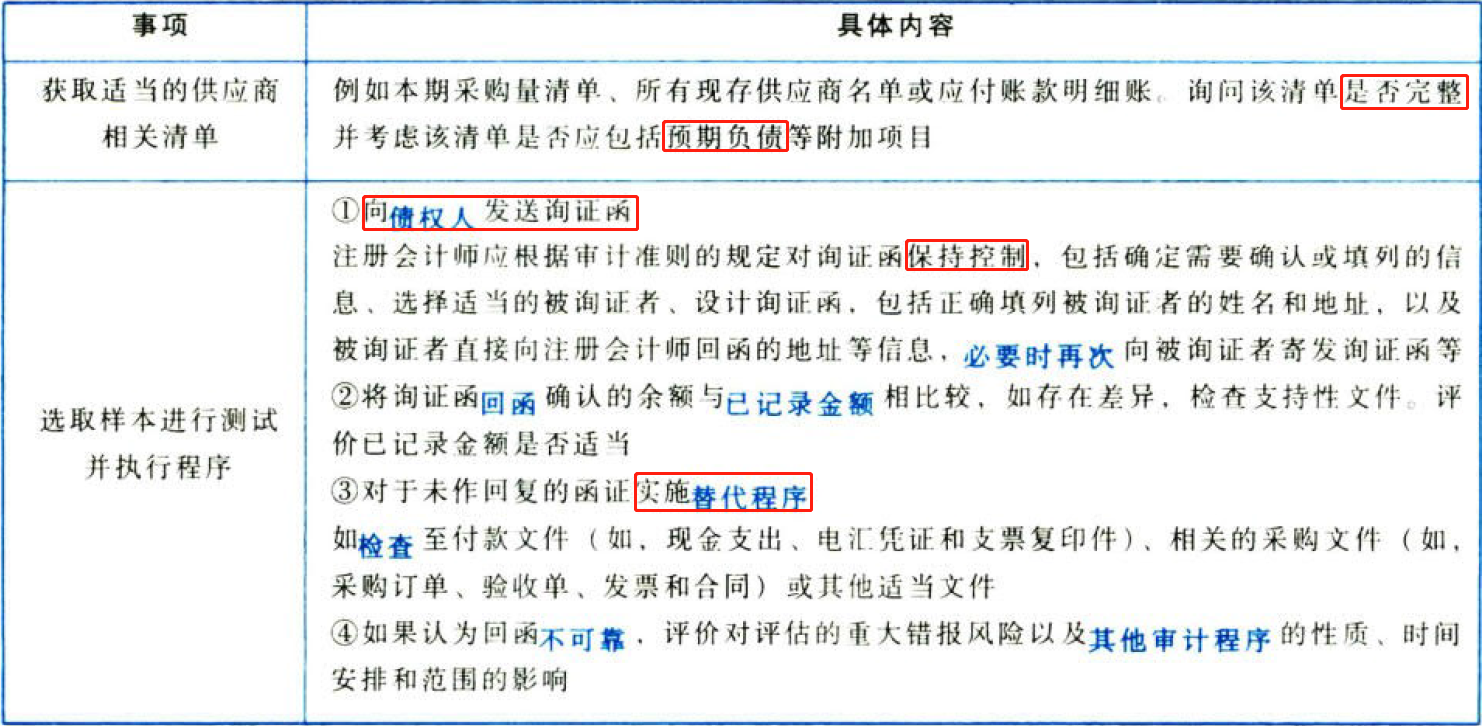 事项
具体内容
获取适当的供应商
相关清单
例如本期采购量清单、所有现存供应商名单或应付账款明细账。询问该清单是否完整
并考虑该清单是否应包括预期负债等附加项目
选取样本进行测试
并执行程序
①向债权人发送询证函
注册会计师应根据审计准则的规定对询证函保持控制，包括确定需要确认或填列的信
息、选择适当的被询证者、设计询证函，包括正确填列被询证者的姓名和地址，以及
被询证者直接向注册会计师回函的地址等信息，必要时再次向被询证者寄发询证函等
②将询证函回函确认的余额与已记录金额相比较，如存在差异，检查支持性文件。评
价已记录金额是否适当
③对于未作回复的函证实施替代程序
如检查至付款文件（如，现金支出、电汇凭证和支票复印件）、相关的采购文件（如，
采购订单、验收单、发票和合同）或其他适当文件
④如果认为回函不可靠，评价对评估的重大错报风险以及其他审计程序的性质、时间
安排和范围的影响